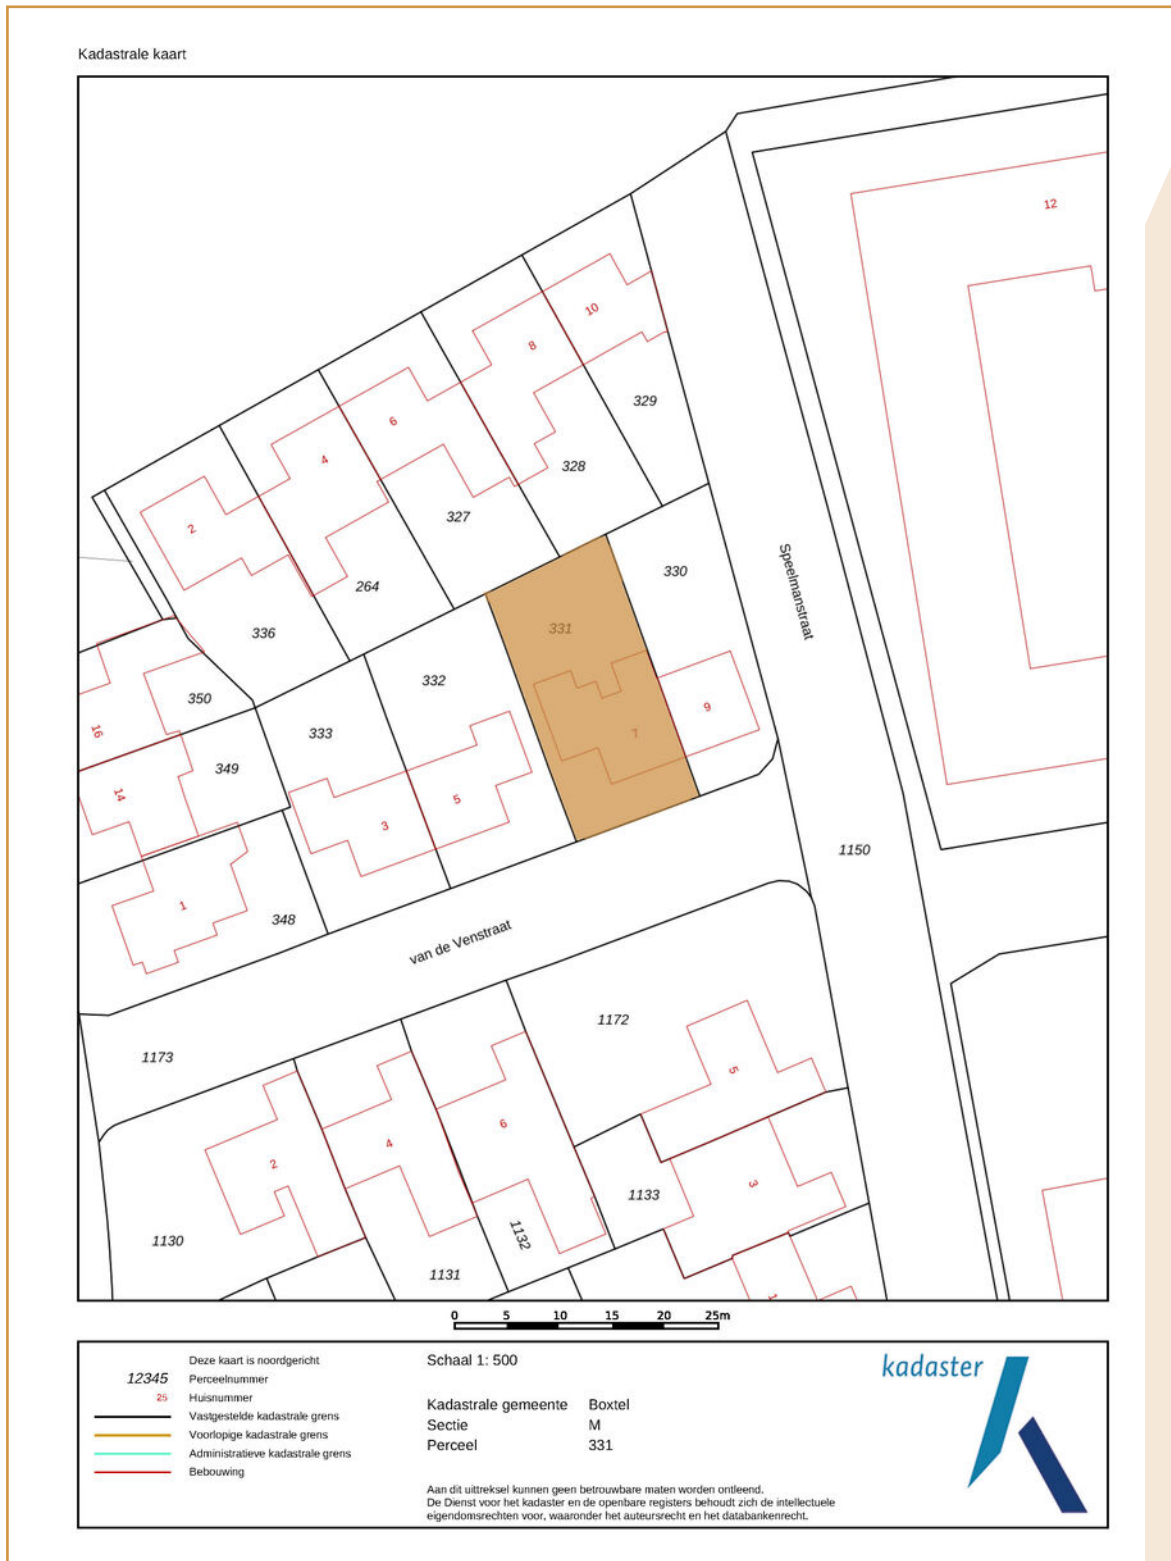 Kadastrale kaart
12
10
8
329
6
4
328
2
327
Speelmanstraat
330
264
331
336
332
350
9
16
333
7
349
14
5
3
1150
1
348
van de Venstraat
1172
1173
5
6
4
2
3
1133
1130
1132
1131
1
0 5 10 15 20 25m
Deze kaart is noordgericht
12345 Perceelnummer
25 Huisnummer
Vastgestelde kadastrale grens
Voorlopige kadastrale grens
Administratieve kadastrale grens
Bebouwing
Schaal 1: 500
Kadastrale gemeente Boxtel
Sectie M
Perceel 331
Aan dit uittreksel kunnen geen betrouwbare maten worden ontleend.
De Dienst voor het kadaster en de openbare registers behoudt zich de intellectuele
eigendomsrechten voor, waaronder het auteursrecht en het databankenrecht.
kadaster